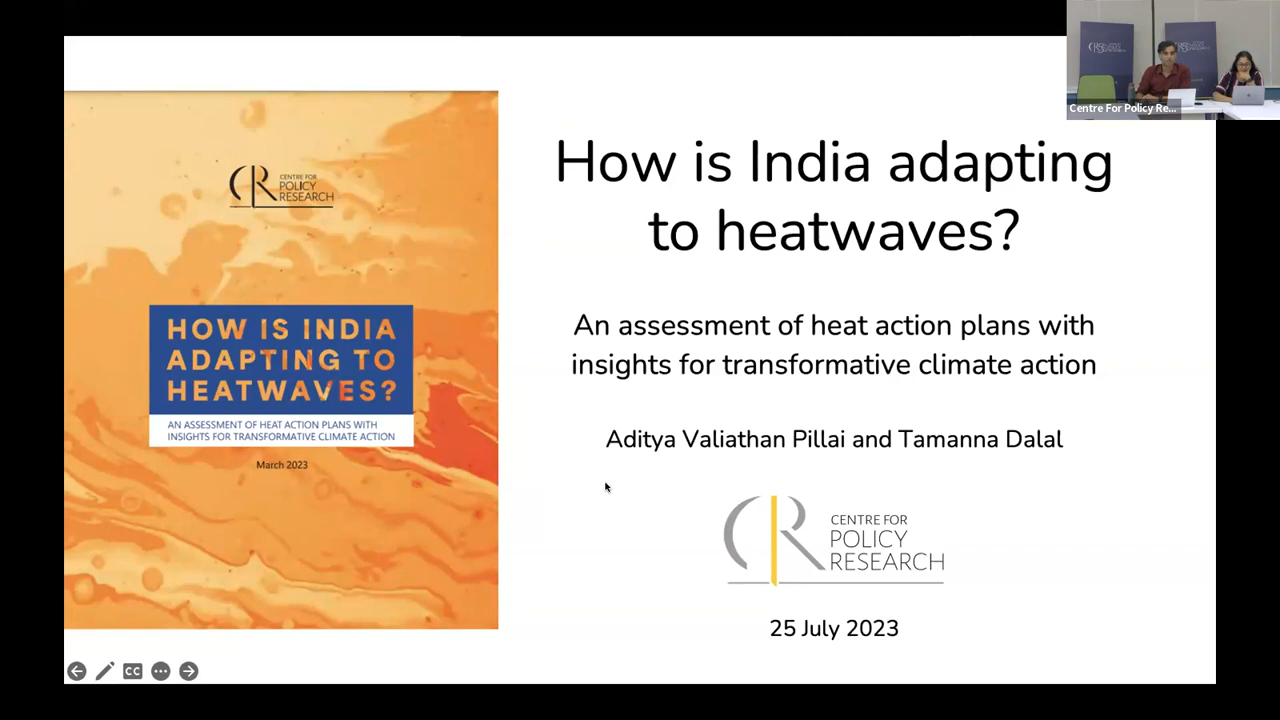 Centre For Policy Re...
CENTRE FOR
POLICY
RESEARCH
HOW IS INDIA
ADAPTING TO
HEATWAVES?
AN ASSESSMENT OF HEAT ACTION PLANS WITH
INSIGHTS FOR TRANSFORMATIVE CLIMATE ACTION
March 2023
How is India adapting
to heatwaves?
An assessment of heat action plans with
insights for transformative climate action
Aditya Valiathan Pillai and Tamanna Dalal
CENTRE FOR
POLICY
RESEARCH
25 July 2023
CC